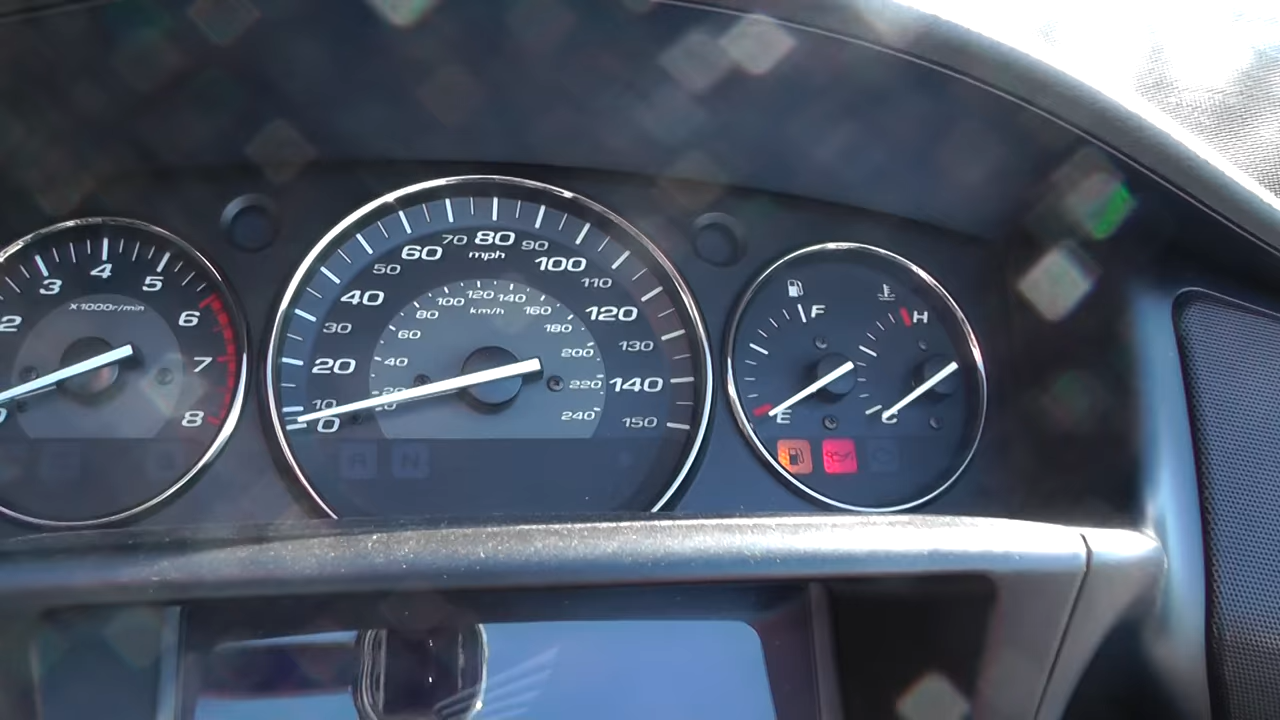 2 3 4 5 6 7 8
x1000r/min
0 10 20 30 40 50 60 70 80 90 100 110 120 130 140 150
mph
0 20 40 60 80 100 120 140 160 180 200 220 240
km/h
R N
F
E
H
C